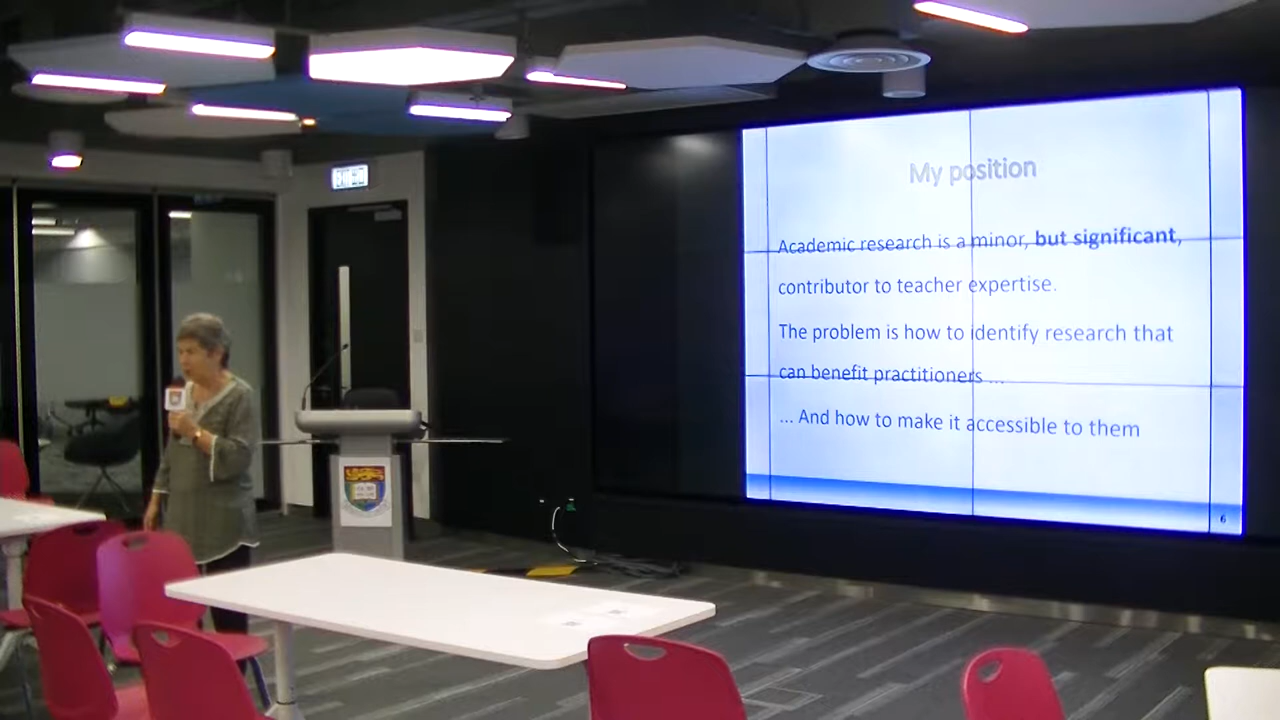 EXIT
My position
Academic research is a minor, but significant,
contributor to teacher expertise.
The problem is how to identify research that
can benefit practitioners ...
... And how to make it accessible to them
6